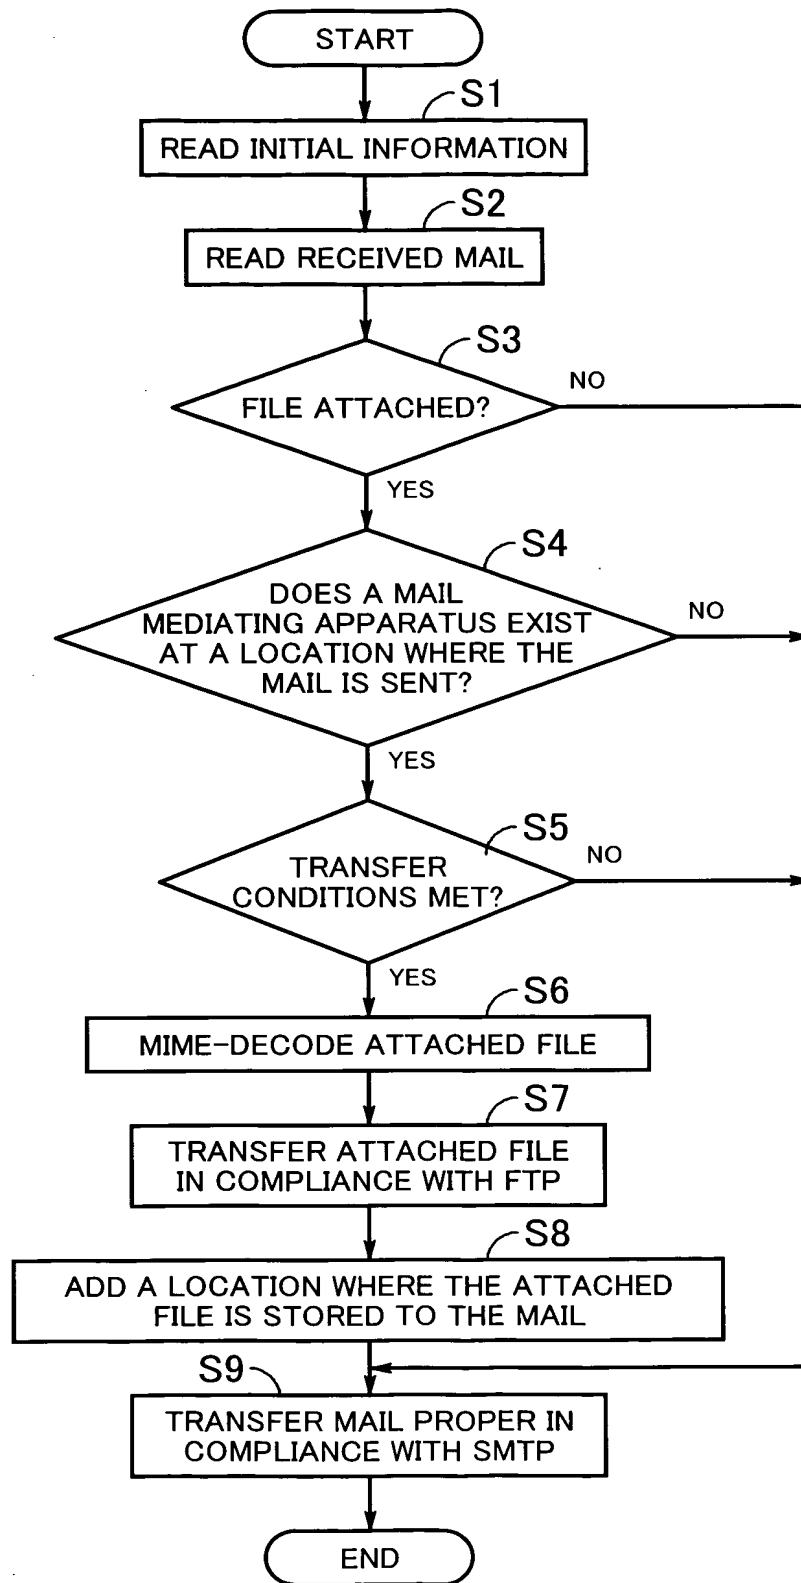 START
S1
READ INITIAL INFORMATION
S2
READ RECEIVED MAIL
S3
FILE ATTACHED?
NO
YES
S4
DOES A MAIL
MEDIATING APPARATUS EXIST
AT A LOCATION WHERE THE
MAIL IS SENT?
NO
YES
S5
TRANSFER
CONDITIONS MET?
NO
YES
S6
MIME-DECODE ATTACHED FILE
S7
TRANSFER ATTACHED FILE
IN COMPLIANCE WITH FTP
S8
ADD A LOCATION WHERE THE ATTACHED
FILE IS STORED TO THE MAIL
S9
TRANSFER MAIL PROPER IN
COMPLIANCE WITH SMTP
END